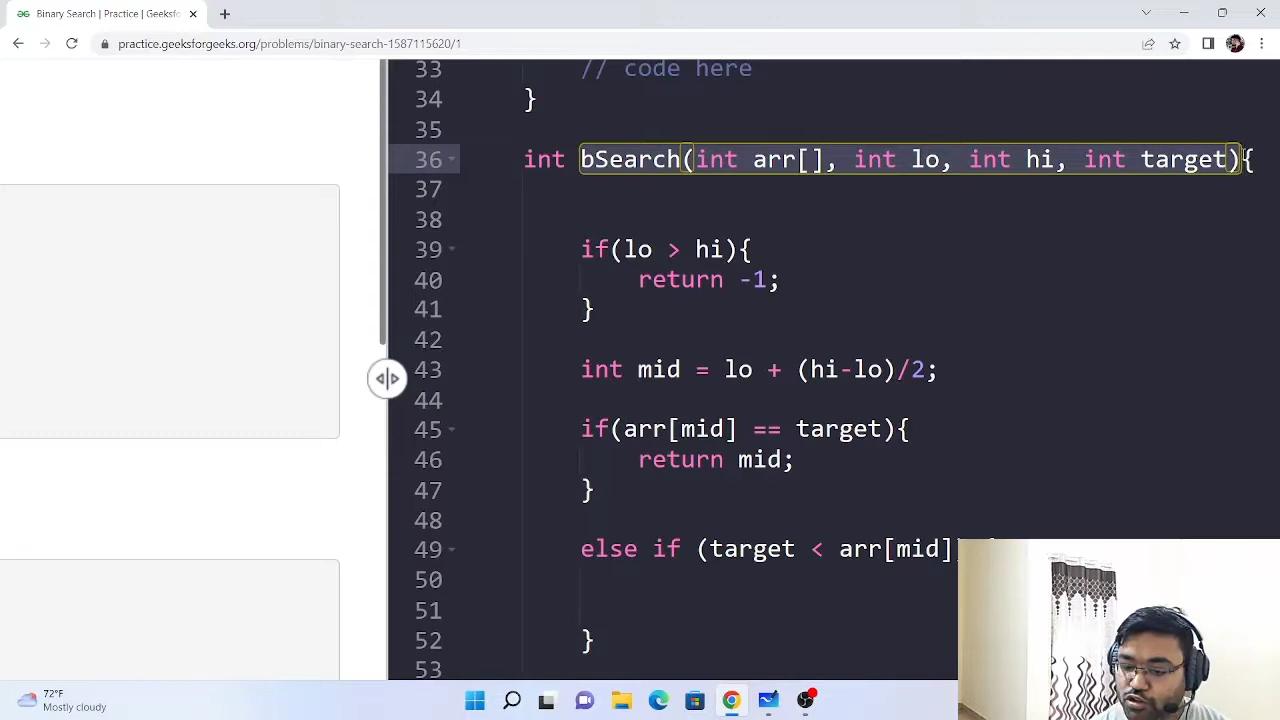 Binary Search | Practice | Geeksfo
practice.geeksforgeeks.org/problems/binary-search-1587115620/1
33 // code here
34 }
35
36 int bSearch(int arr[], int lo, int hi, int target){
37
38
39 if(lo > hi){
40 return -1;
41 }
42
43 int mid = lo + (hi-lo)/2;
44
45 if(arr[mid] == target){
46 return mid;
47 }
48
49 else if (target < arr[mid]
50
51
52 }
53
72°F
Mostly cloudy